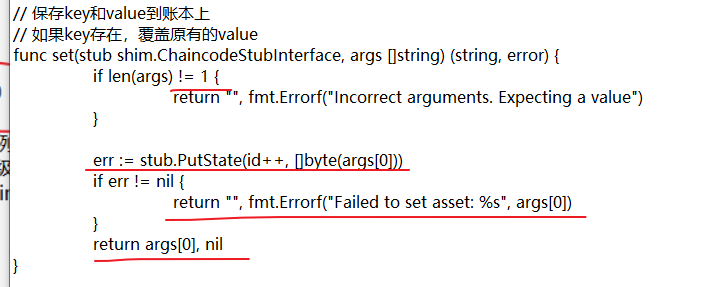 // 保存key和value到账本上
// 如果key存在，覆盖原有的value
func set(stub shim.ChaincodeStubInterface, args []string) (string, error) {
if len(args) != 1 {
return "", fmt.Errorf("Incorrect arguments. Expecting a value")
}
err := stub.PutState(id++, []byte(args[0]))
if err != nil {
return "", fmt.Errorf("Failed to set asset: %s", args[0])
}
return args[0], nil
}